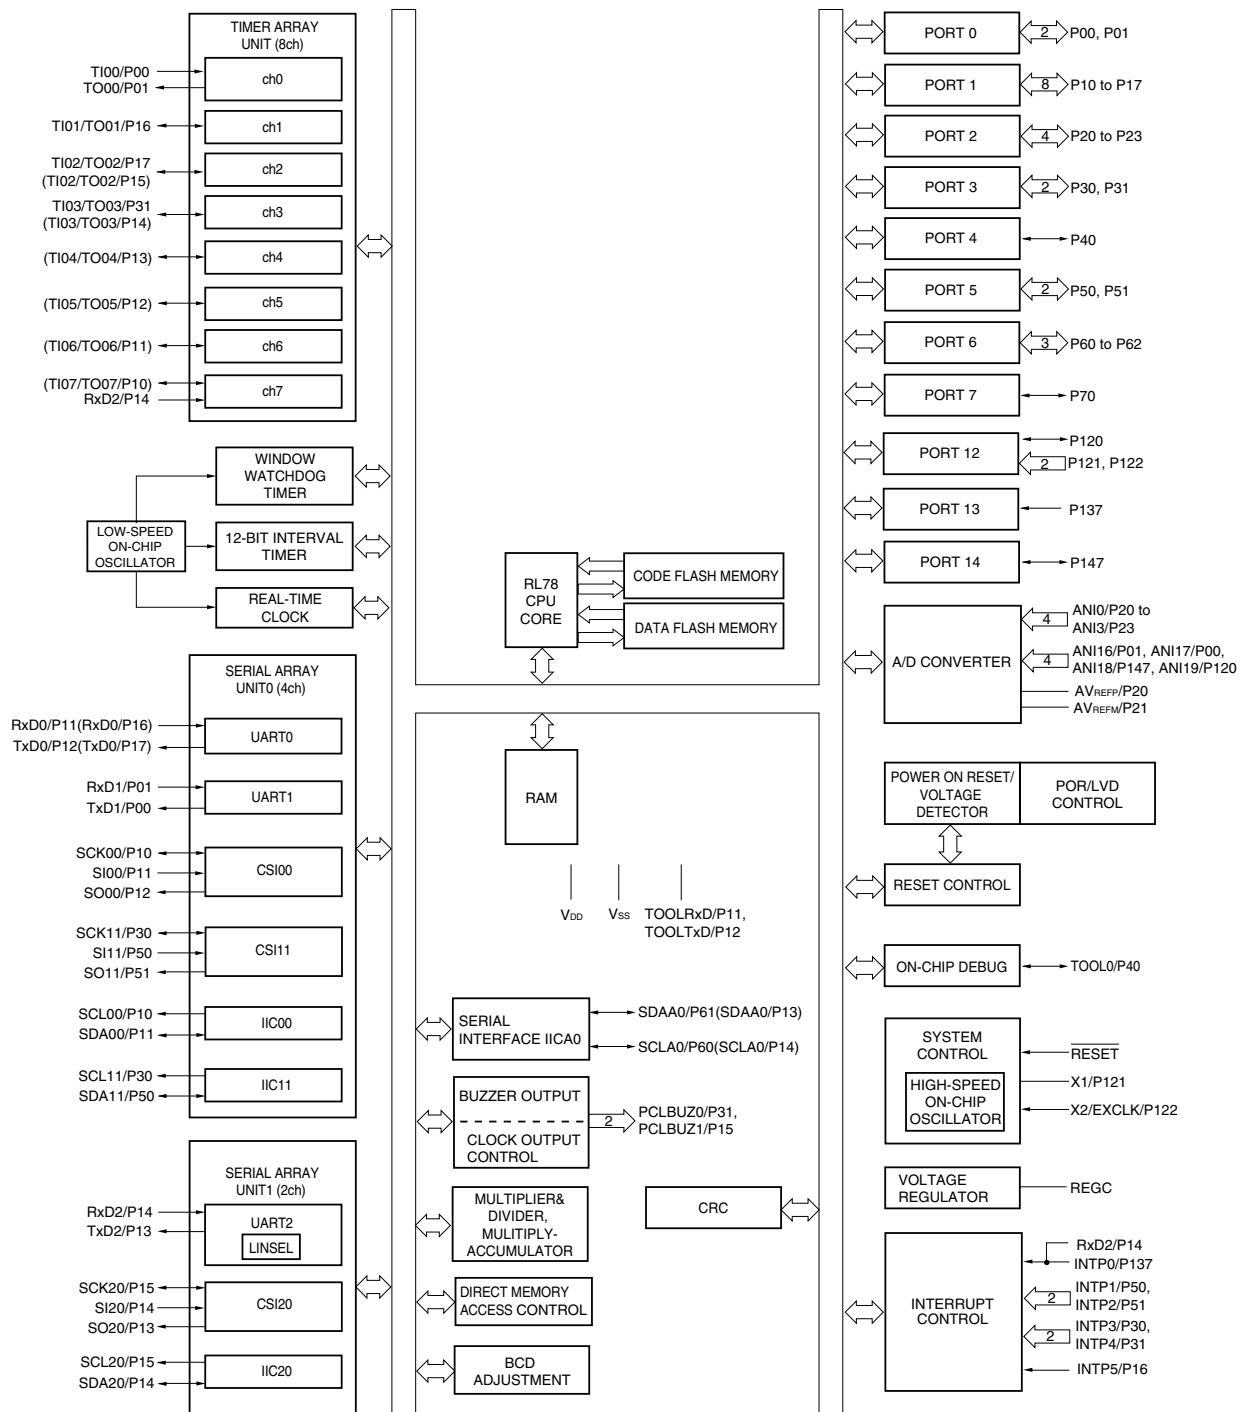 TIMER ARRAY
UNIT (8ch)
TI00/P00
TO00/P01
ch0
TI01/TO01/P16
ch1
TI02/TO02/P17
(TI02/TO02/P15)
ch2
TI03/TO03/P31
(TI03/TO03/P14)
ch3
(TI04/TO04/P13)
ch4
(TI05/TO05/P12)
ch5
(TI06/TO06/P11)
ch6
(TI07/TO07/P10)
RxD2/P14
ch7
WINDOW
WATCHDOG
TIMER
LOW-SPEED
ON-CHIP
OSCILLATOR
12-BIT INTERVAL
TIMER
REAL-TIME
CLOCK
SERIAL ARRAY
UNIT0 (4ch)
RxD0/P11(RxD0/P16)
TxD0/P12(TxD0/P17)
UART0
RxD1/P01
TxD1/P00
UART1
SCK00/P10
SI00/P11
SO00/P12
CSI00
SCK11/P30
SI11/P50
SO11/P51
CSI11
SCL00/P10
SDA00/P11
IIC00
SCL11/P30
SDA11/P50
IIC11
SERIAL ARRAY
UNIT1 (2ch)
RxD2/P14
TxD2/P13
UART2
LINSEL
SCK20/P15
SI20/P14
SO20/P13
CSI20
SCL20/P15
SDA20/P14
IIC20
RL78
CPU
CORE
CODE FLASH MEMORY
DATA FLASH MEMORY
RAM
VDD
VSS
TOOLRxD/P11,
TOOLTxD/P12
SERIAL
INTERFACE IICA0
SDAA0/P61(SDAA0/P13)
SCLA0/P60(SCLA0/P14)
BUZZER OUTPUT
CLOCK OUTPUT
CONTROL
2
PCLBUZ0/P31,
PCLBUZ1/P15
MULTIPLIER&
DIVIDER,
MULITIPLY-
ACCUMULATOR
CRC
DIRECT MEMORY
ACCESS CONTROL
BCD
ADJUSTMENT
PORT 0
2
P00, P01
PORT 1
8
P10 to P17
PORT 2
4
P20 to P23
PORT 3
2
P30, P31
PORT 4
P40
PORT 5
2
P50, P51
PORT 6
3
P60 to P62
PORT 7
P70
PORT 12
P120
2
P121, P122
PORT 13
P137
PORT 14
P147
A/D CONVERTER
4
ANI0/P20 to
ANI3/P23
4
ANI16/P01, ANI17/P00,
ANI18/P147, ANI19/P120
AVREFP/P20
AVREFM/P21
POWER ON RESET/
VOLTAGE
DETECTOR
POR/LVD
CONTROL
RESET CONTROL
ON-CHIP DEBUG
TOOL0/P40
SYSTEM
CONTROL
HIGH-SPEED
ON-CHIP
OSCILLATOR
RESET
X1/P121
X2/EXCLK/P122
VOLTAGE
REGULATOR
REGC
INTERRUPT
CONTROL
RxD2/P14
INTP0/P137
2
INTP1/P50,
INTP2/P51
2
INTP3/P30,
INTP4/P31
INTP5/P16